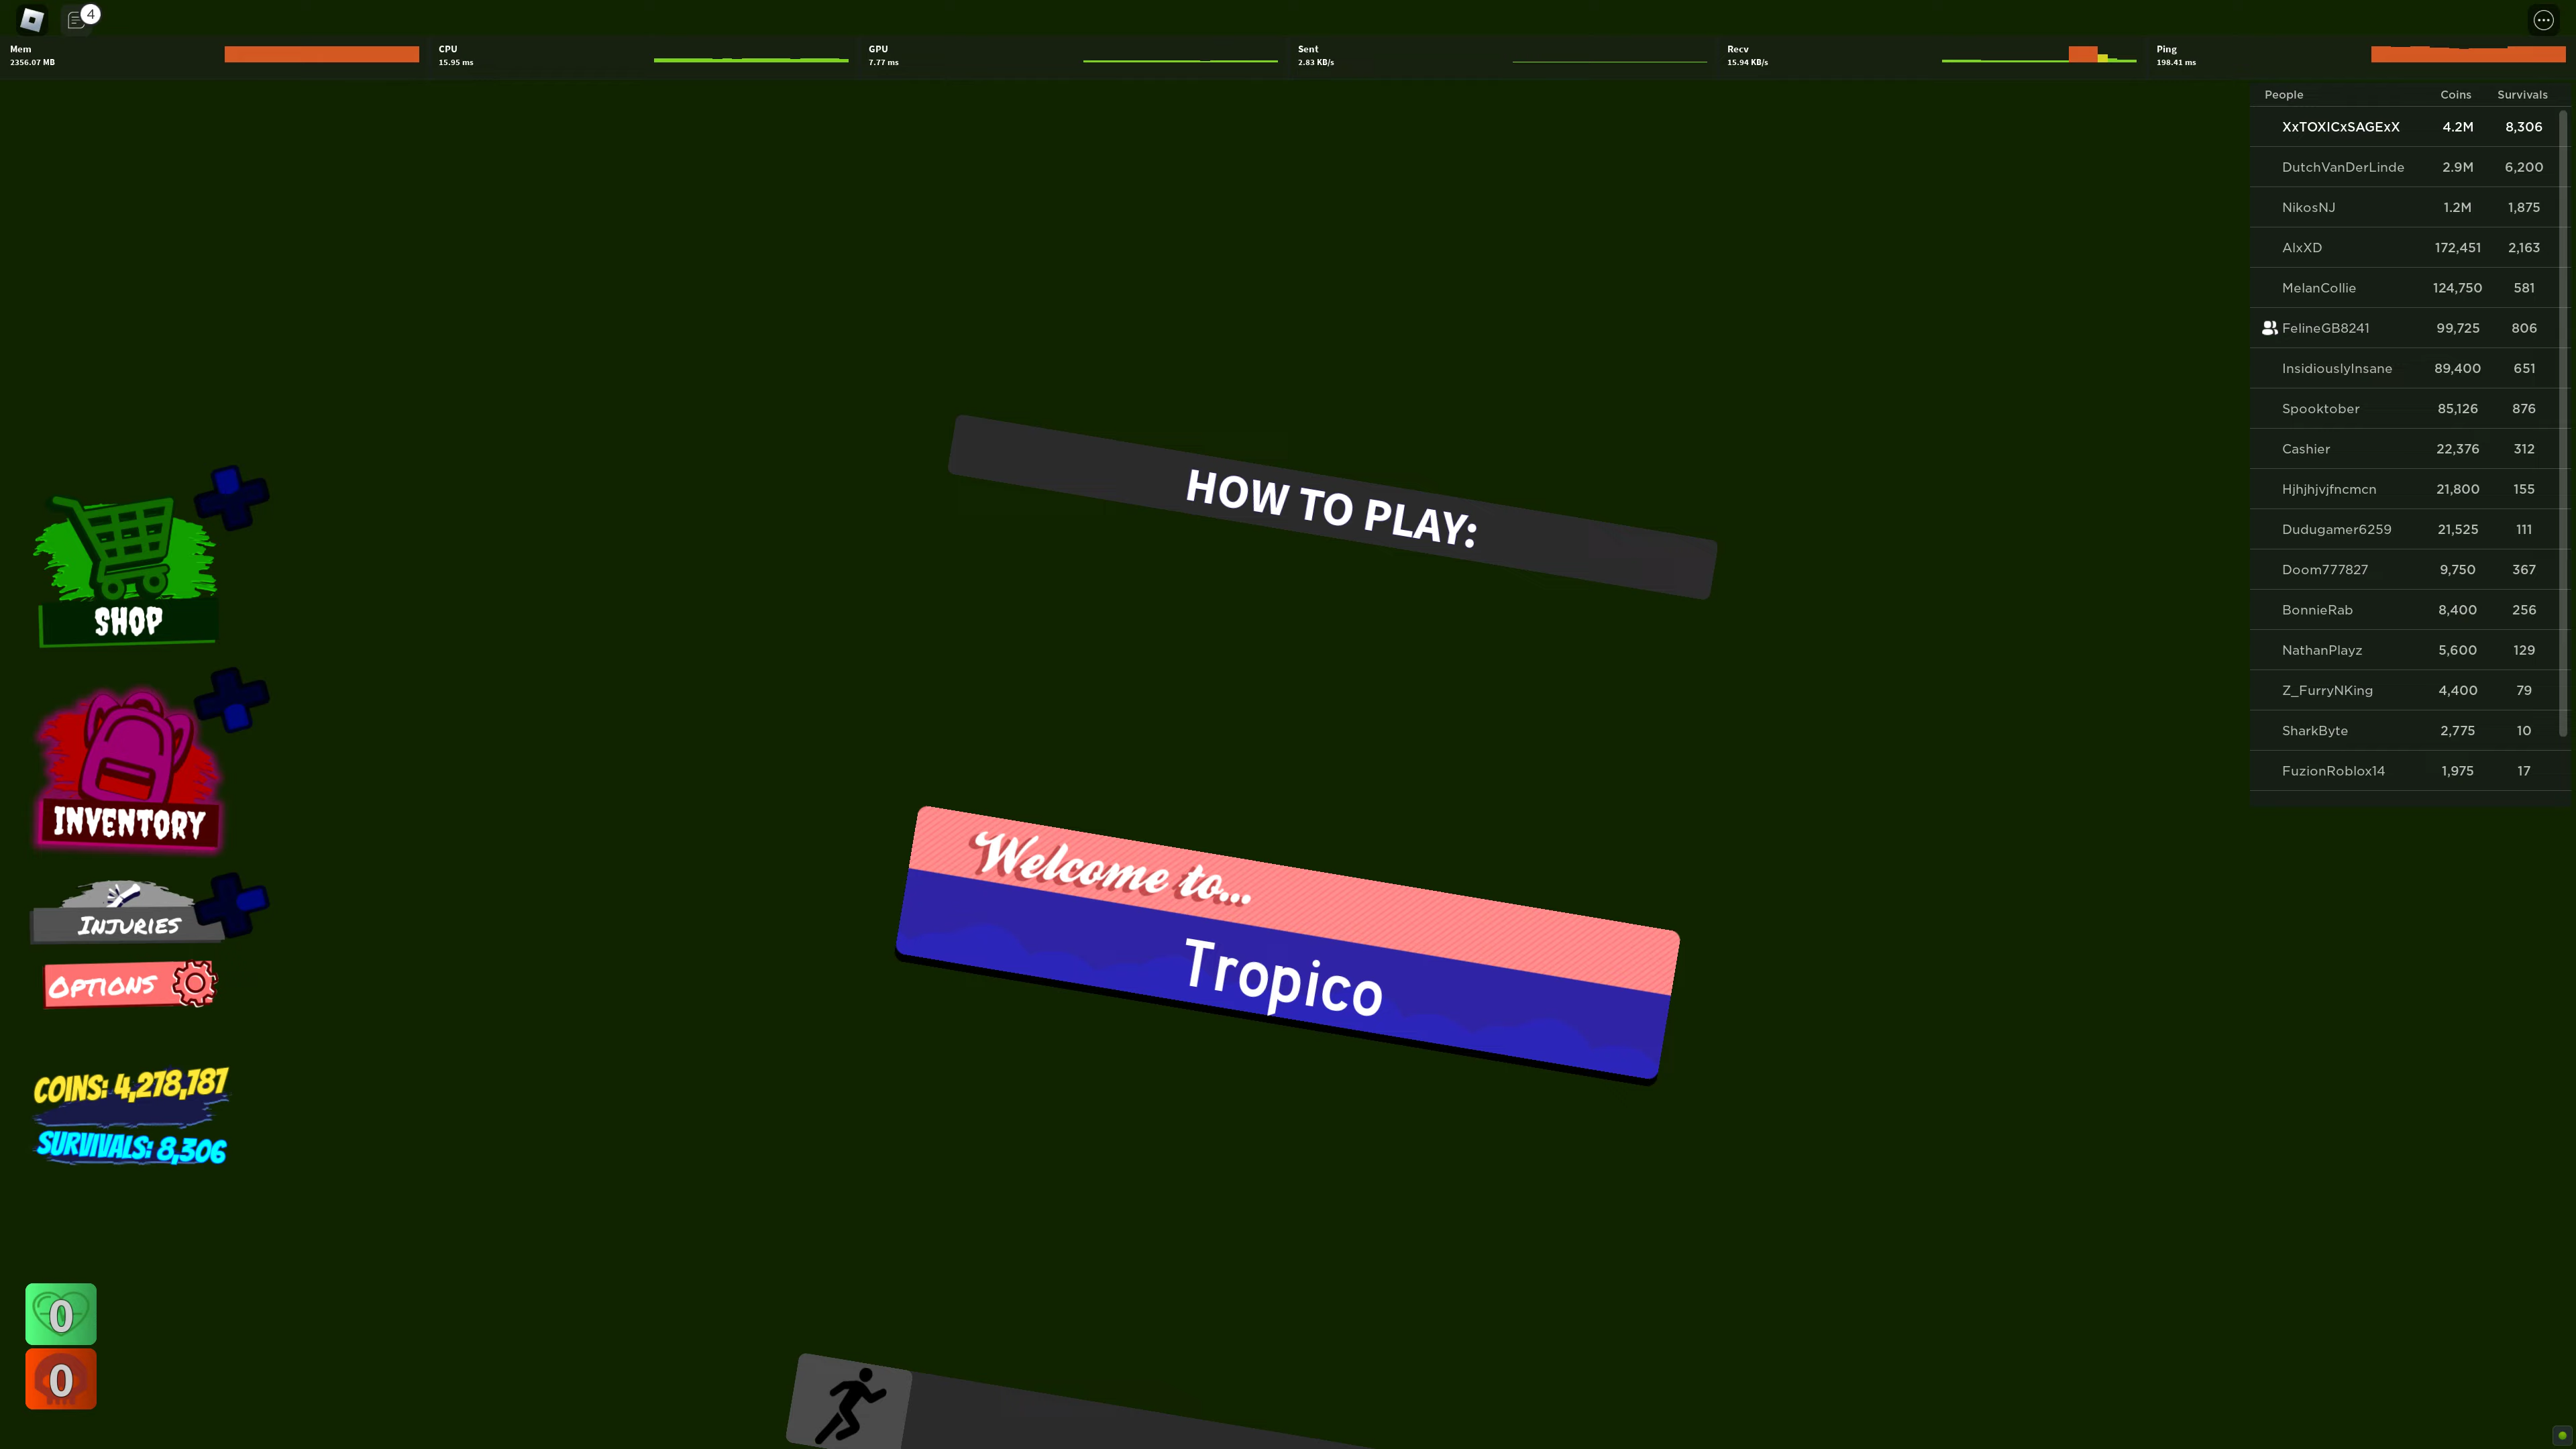 4
Mem
2356.07 MB
CPU
15.95 ms
GPU
7.77 ms
Sent
2.83 KB/s
Recv
15.94 KB/s
Ping
198.41 ms
People Coins Survivals
XxTOXICxSAGExX 4.2M 8,306
DutchVanDerLinde 2.9M 6,200
NikosNJ 1.2M 1,875
AlxXD 172,451 2,163
MelanCollie 124,750 581
FelineGB8241 99,725 806
InsidiouslyInsane 89,400 651
Spooktober 85,126 876
Cashier 22,376 312
Hjhjhjvjfncmcn 21,800 155
Dudugamer6259 21,525 111
Doom777827 9,750 367
BonnieRab 8,400 256
NathanPlayz 5,600 129
Z_FurryNKing 4,400 79
SharkByte 2,775 10
FuzionRoblox14 1,975 17
HOW TO PLAY:
SHOP
INVENTORY
INJURIES
OPTIONS
Welcome to...
Tropico
COINS: 4,278,787
SURVIVALS: 8,306
0
0